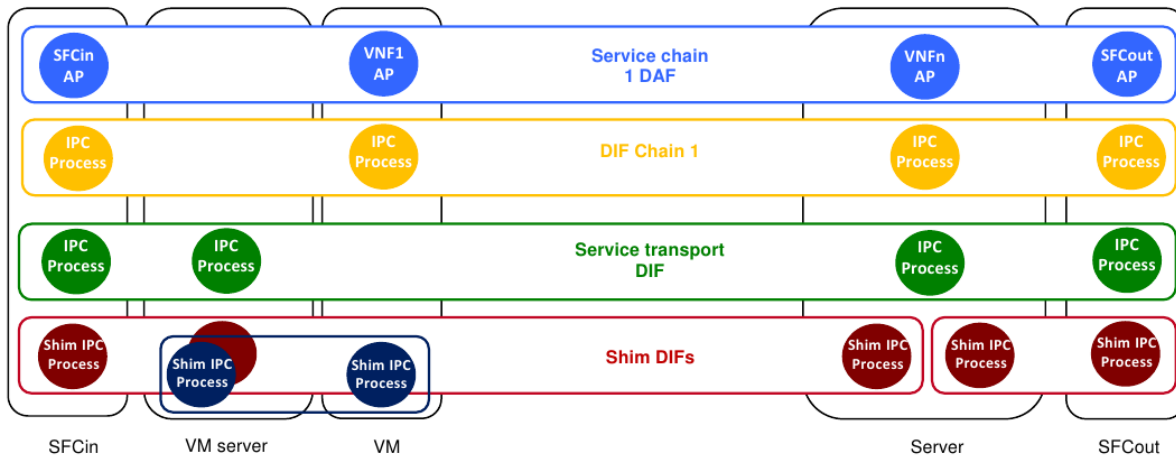 SFCin
AP
VNF1
AP
Service chain
1 DAF
VNFn
AP
SFCout
AP
IPC
Process
IPC
Process
DIF Chain 1
IPC
Process
IPC
Process
IPC
Process
IPC
Process
Service transport
DIF
IPC
Process
IPC
Process
Shim IPC
Process
Shim IPC
Process
Shim IPC
Process
Shim DIFs
Shim IPC
Process
Shim IPC
Process
Shim IPC
Process
SFCin
VM server
VM
Server
SFCout